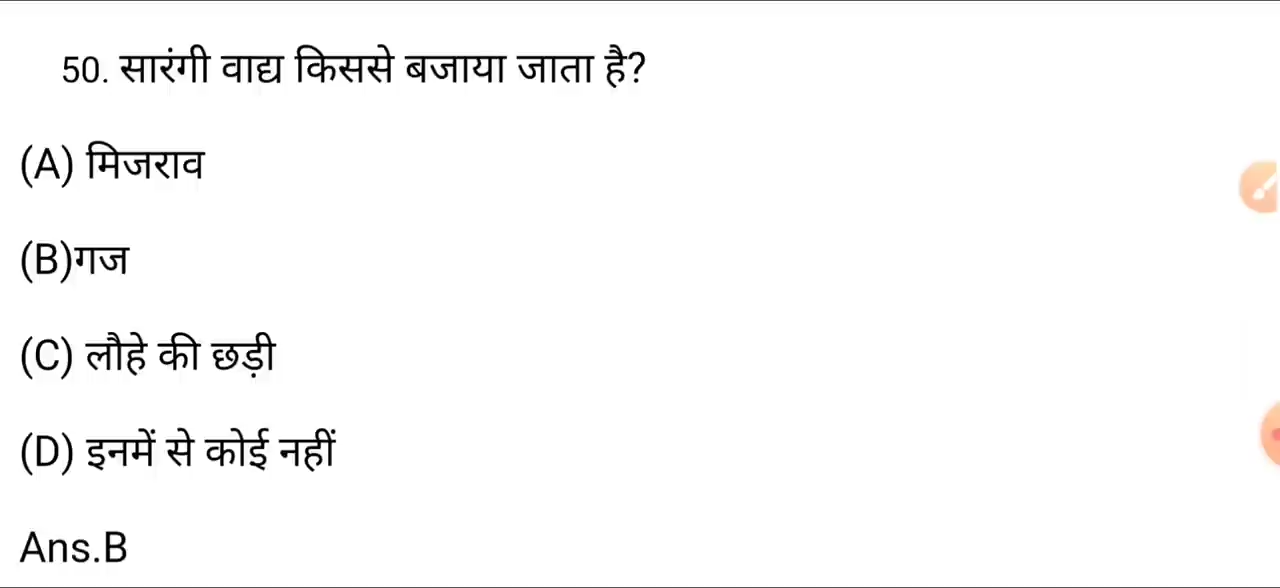 50. सारंगी वाद्य किससे बजाया जाता है?
(A) मिजराव
(B)गज
(C) लौहे की छड़ी
(D) इनमें से कोई नहीं
Ans.B